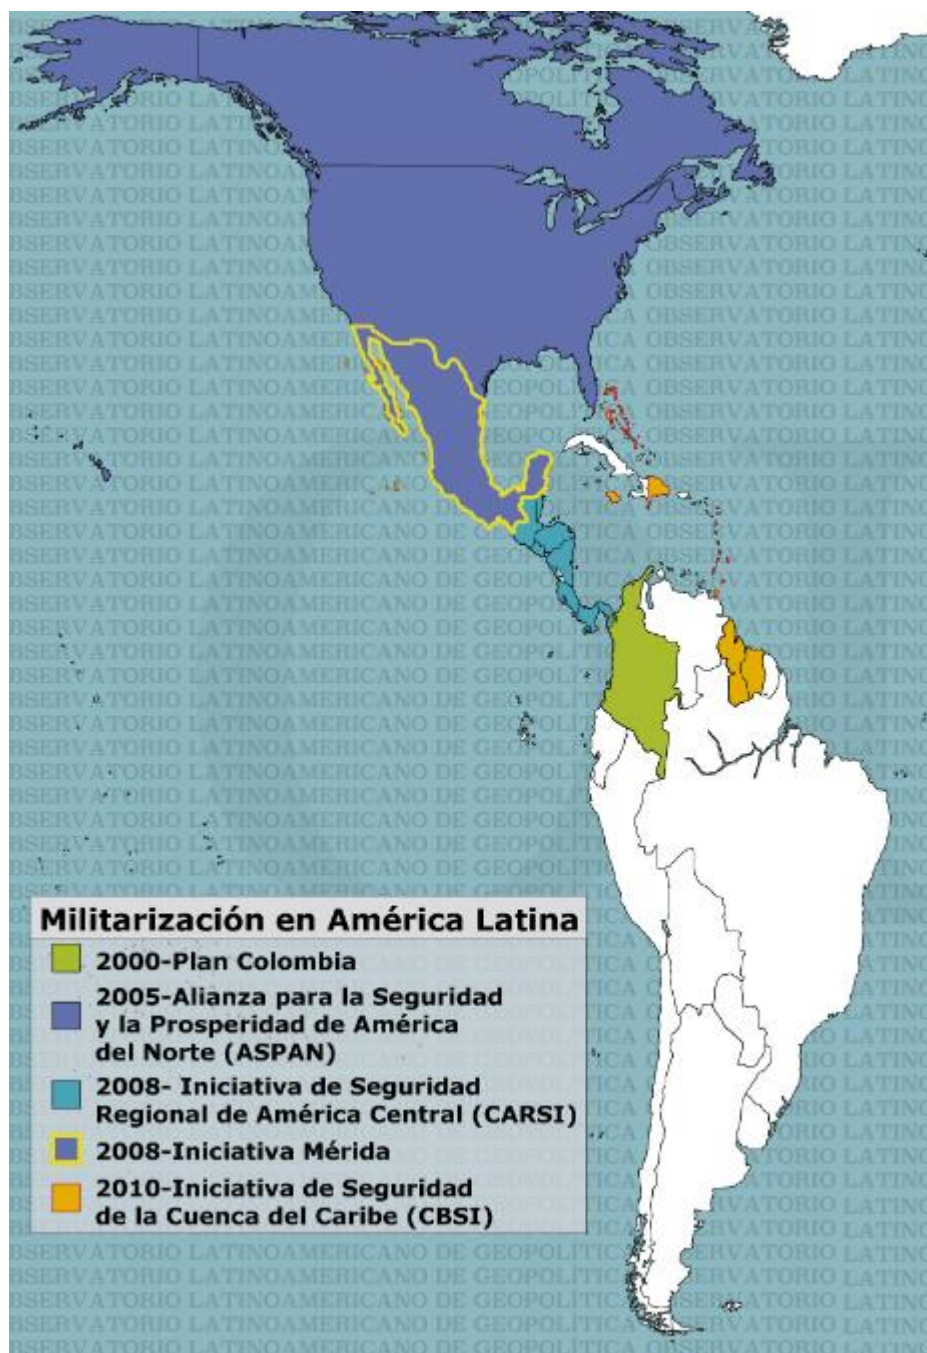 Militarización en América Latina
2000-Plan Colombia
2005-Alianza para la Seguridad
y la Prosperidad de América
del Norte (ASPAN)
2008- Iniciativa de Seguridad
Regional de América Central (CARSI)
2008-Iniciativa Mérida
2010-Iniciativa de Seguridad
de la Cuenca del Caribe (CBSI)
OBSERVATORIO LATINOAMERICANO DE GEOPOLÍTICA